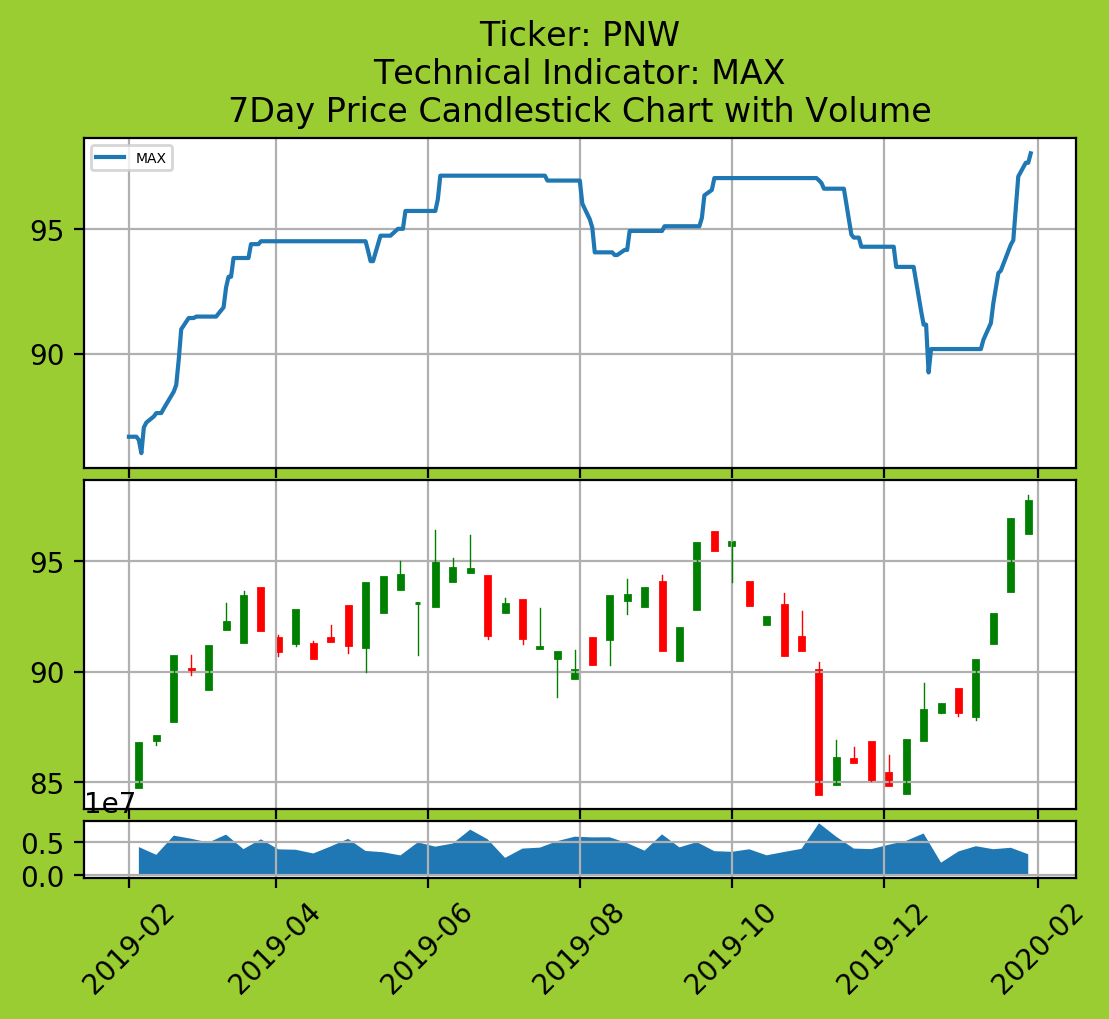 Ticker: PNW
Technical Indicator: MAX
7Day Price Candlestick Chart with Volume
MAX
95
90
95
90
85
1e7
0.5
0.0
2019-02
2019-04
2019-06
2019-08
2019-10
2019-12
2020-02